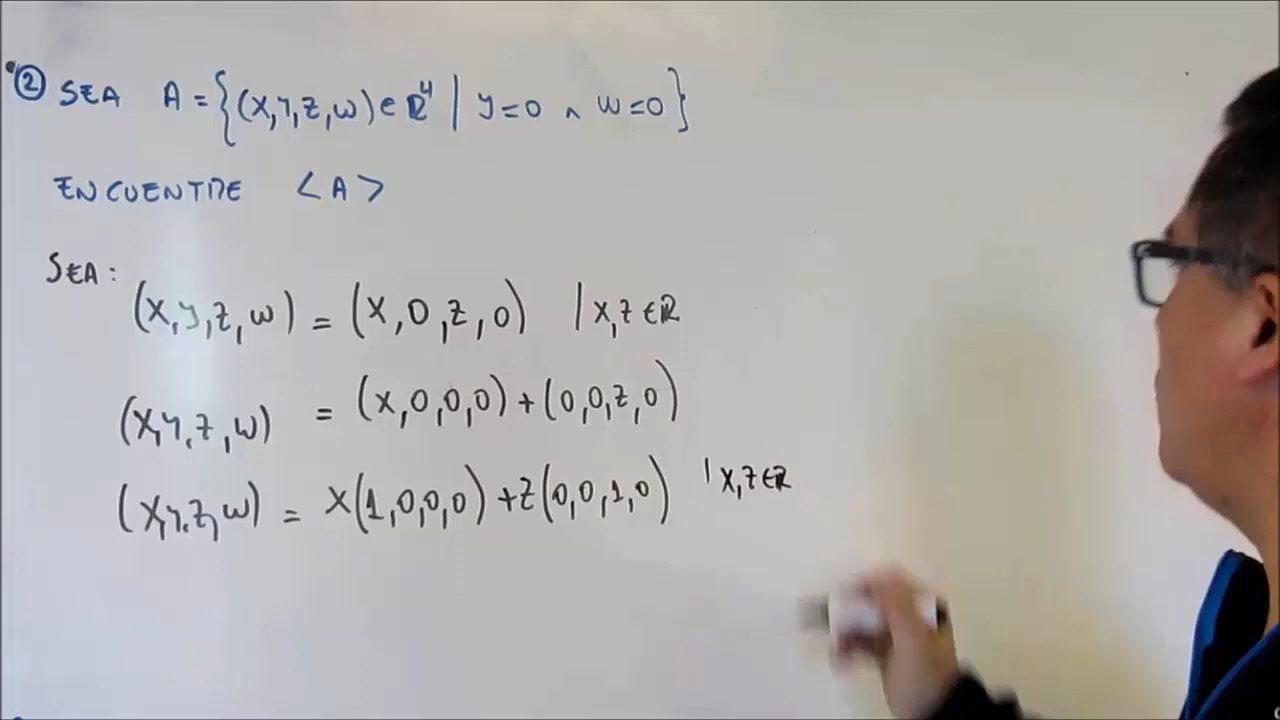 ② SEA A = {(x,y,z,w) ∈ ℝ⁴ | y=0 ∧ w=0}
ENCUENTRE <A>
SEA:
(x,y,z,w) = (x,0,z,0) | x,z ∈ ℝ
(x,y,z,w) = (x,0,0,0) + (0,0,z,0)
(x,y,z,w) = x(1,0,0,0) + z(0,0,1,0) | x,z ∈ ℝ